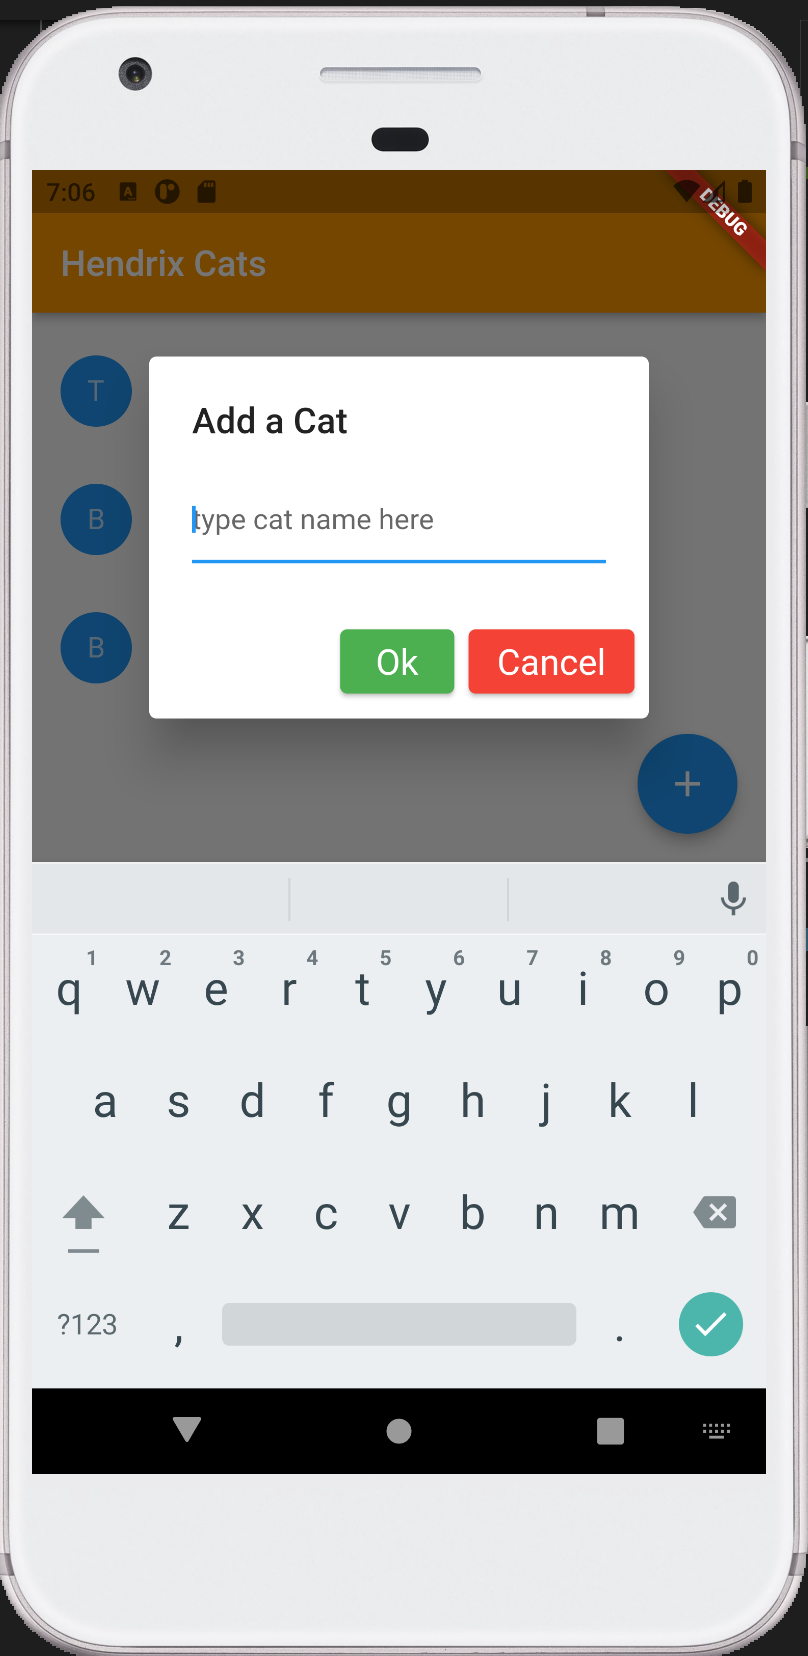 7:06 A
DEBUG
Hendrix Cats
T
B
B
Add a Cat
type cat name here
Ok Cancel
+
1 2 3 4 5 6 7 8 9 0
q w e r t y u i o p
a s d f g h j k l
z x c v b n m
?123 , .